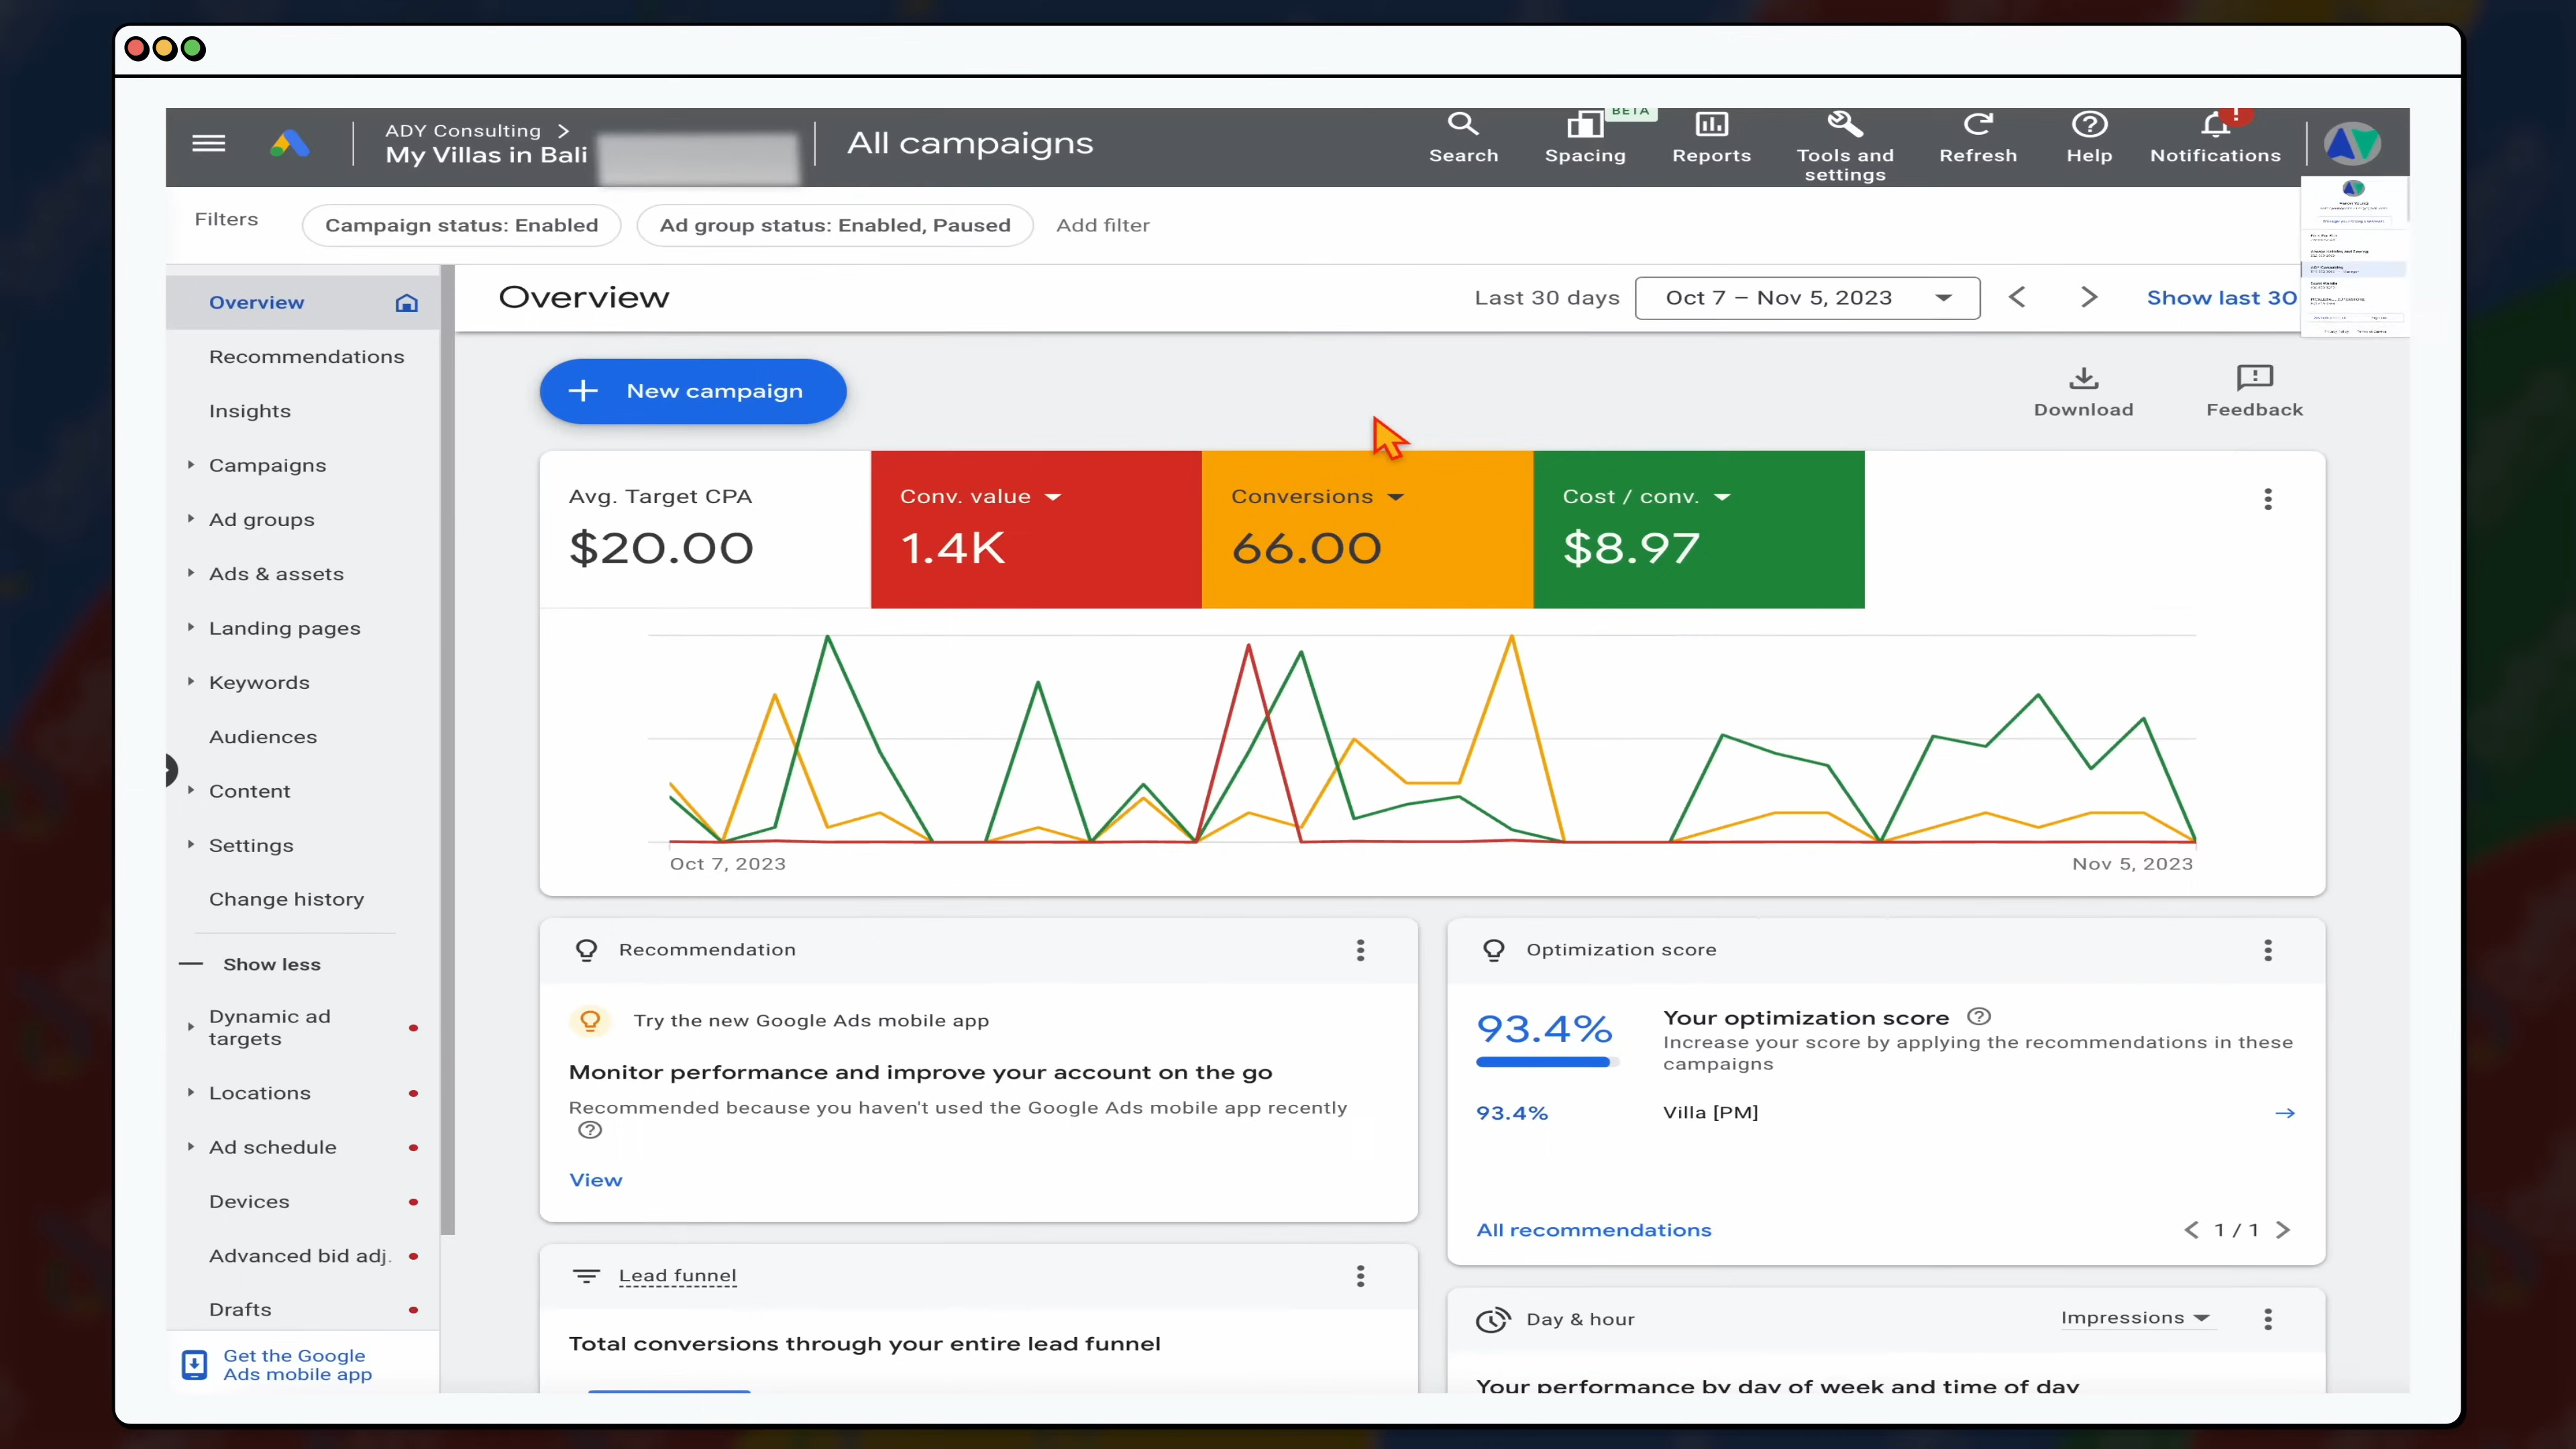 ADY Consulting >
My Villas in Bali
All campaigns
Search
BETA
Spacing
Reports
Tools and
settings
Refresh
Help
Notifications
Filters
Campaign status: Enabled
Ad group status: Enabled, Paused
Add filter
Overview
Recommendations
Insights
Campaigns
Ad groups
Ads & assets
Landing pages
Keywords
Audiences
Content
Settings
Change history
Show less
Dynamic ad
targets
Locations
Ad schedule
Devices
Advanced bid adj.
Drafts
Get the Google
Ads mobile app
Overview
Last 30 days
Oct 7 – Nov 5, 2023
Show last 30
New campaign
Download
Feedback
Avg. Target CPA
$20.00
Conv. value
1.4K
Conversions
66.00
Cost / conv.
$8.97
Oct 7, 2023
Nov 5, 2023
Recommendation
Try the new Google Ads mobile app
Monitor performance and improve your account on the go
Recommended because you haven't used the Google Ads mobile app recently
View
Optimization score
93.4%
Your optimization score
Increase your score by applying the recommendations in these
campaigns
93.4%
Villa [PM]
All recommendations
1 / 1
Lead funnel
Total conversions through your entire lead funnel
Day & hour
Impressions
Your performance by day of week and time of day